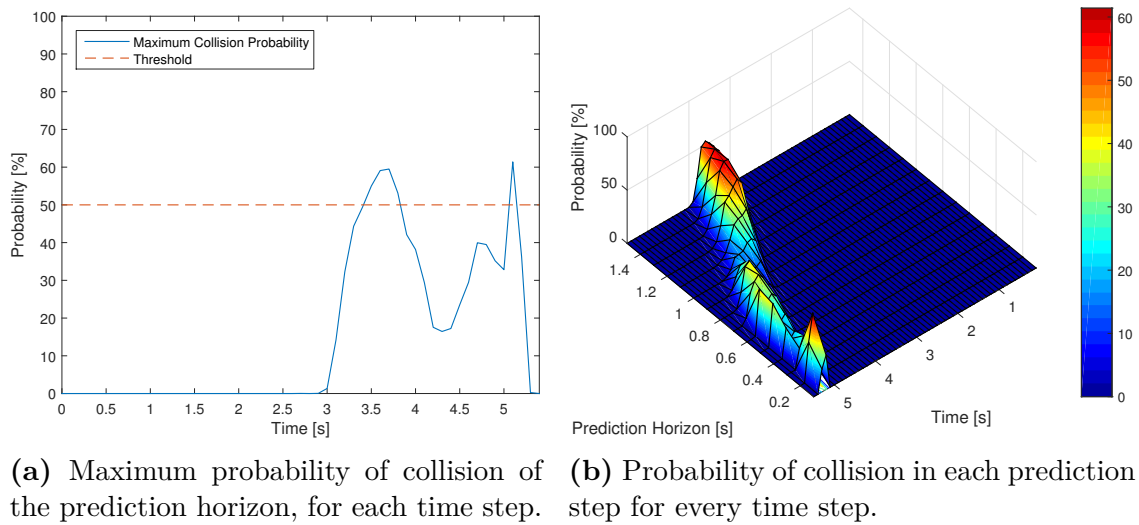 100
90
80
70
60
50
40
30
20
10
0
Probability [%]
Maximum Collision Probability
Threshold
0 0.5 1 1.5 2 2.5 3 3.5 4 4.5 5
Time [s]
100
50
0
Probability [%]
1.4
1.2
1
0.8
0.6
0.4
0.2
Prediction Horizon [s]
5
4
3
2
1
Time [s]
60
50
40
30
20
10
0
(a) Maximum probability of collision of
the prediction horizon, for each time step.
(b) Probability of collision in each prediction
step for every time step.